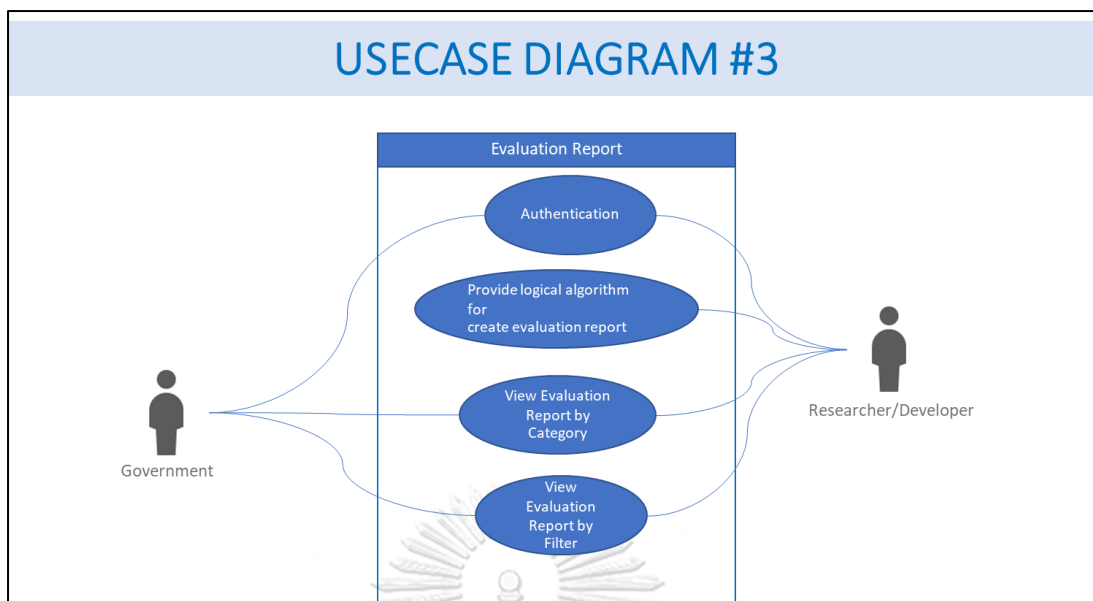 USECASE DIAGRAM #3
Evaluation Report
Authentication
Provide logical algorithm
for
create evaluation report
View Evaluation
Report by
Category
View
Evaluation
Report by
Filter
Government
Researcher/Developer